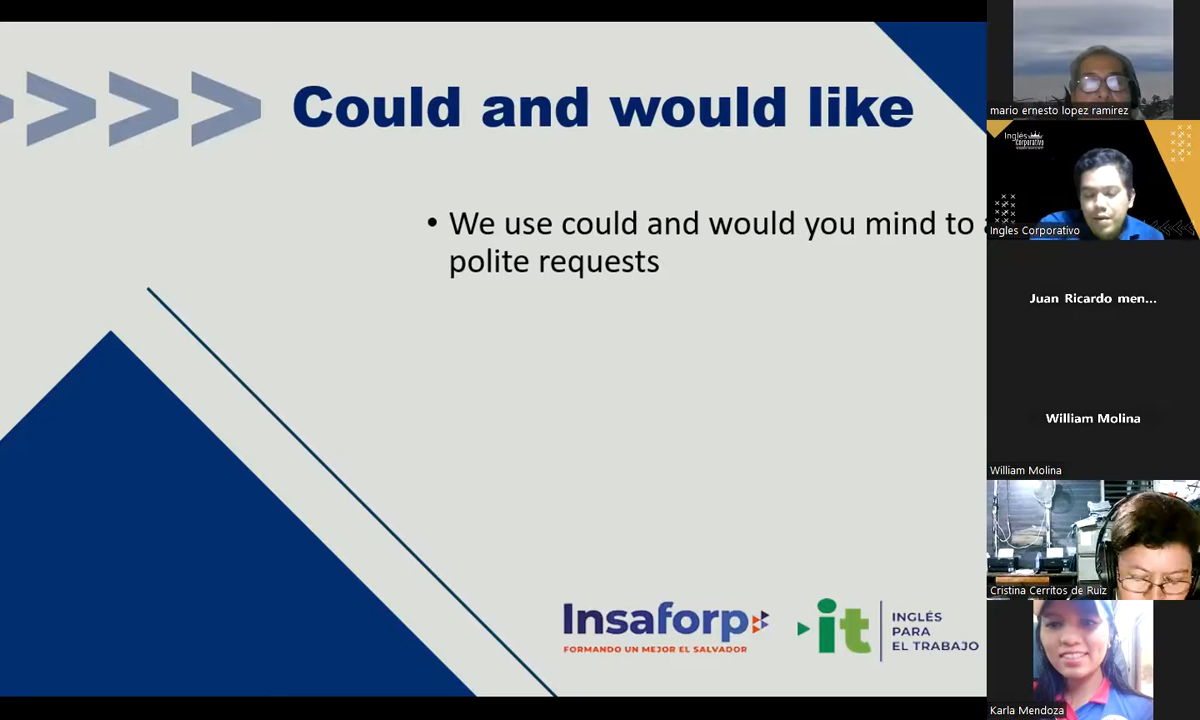 Could and would like
• We use could and would you mind to
polite requests
Insaforp
FORMANDO UN MEJOR EL SALVADOR
it
INGLÉS
PARA
EL TRABAJO
mario ernesto lopez ramirez
Inglés
corporativo
Ingles Corporativo
Juan Ricardo men...
William Molina
William Molina
Cristina Cerritos de Ruiz
Karla Mendoza